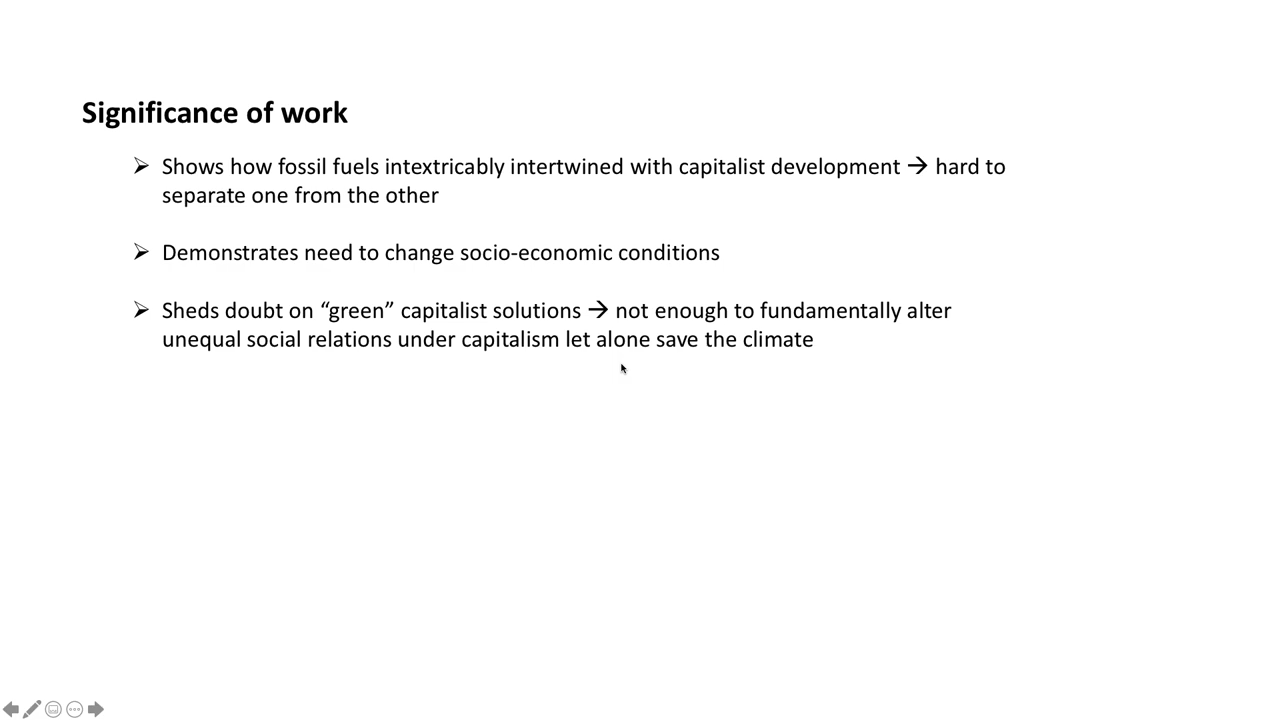 Significance of work
➢ Shows how fossil fuels intextricably intertwined with capitalist development → hard to
separate one from the other
➢ Demonstrates need to change socio-economic conditions
➢ Sheds doubt on “green” capitalist solutions → not enough to fundamentally alter
unequal social relations under capitalism let alone save the climate